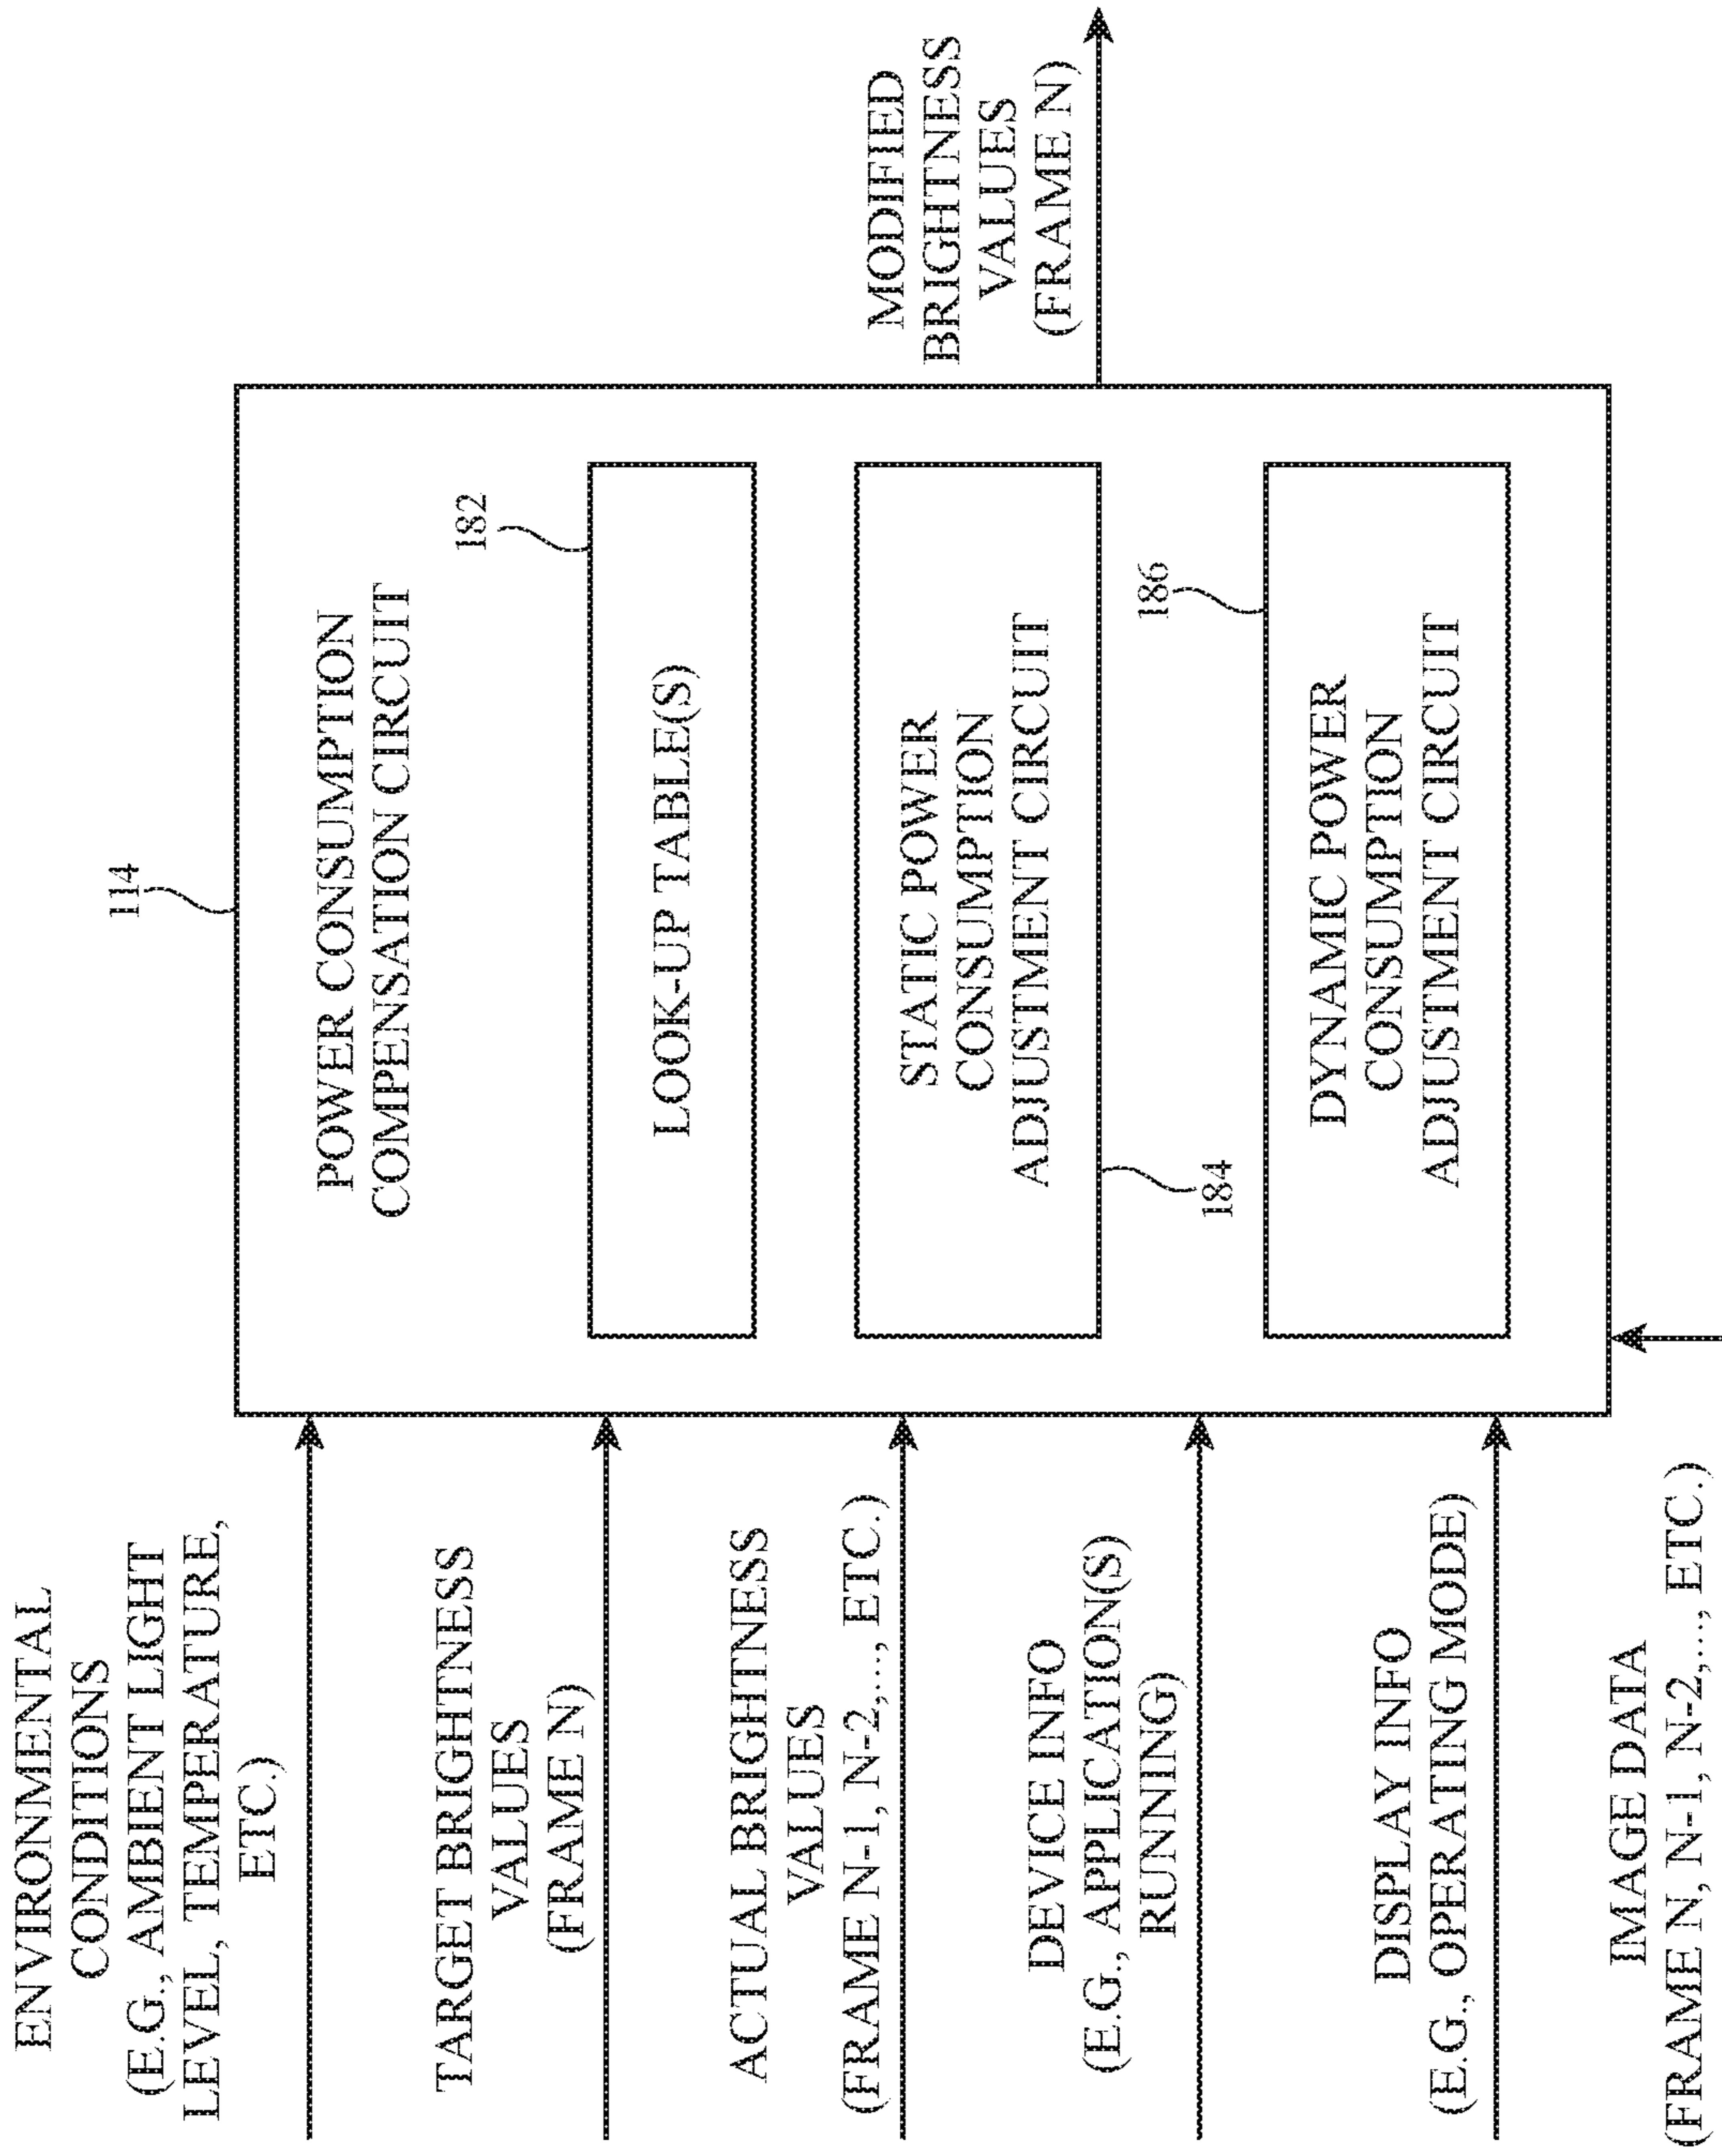 ENVIRONMENTAL
CONDITIONS
(E.G., AMBIENT LIGHT
LEVEL, TEMPERATURE,
ETC.)
TARGET BRIGHTNESS
VALUES
(FRAME N)
ACTUAL BRIGHTNESS
VALUES
(FRAME N-1, N-2,..., ETC.)
DEVICE INFO
(E.G., APPLICATION(S)
RUNNING)
DISPLAY INFO
(E.G., OPERATING MODE)
IMAGE DATA
(FRAME N, N-1, N-2,..., ETC.)
114
POWER CONSUMPTION
COMPENSATION CIRCUIT
182
LOOK-UP TABLE(S)
STATIC POWER
CONSUMPTION
ADJUSTMENT CIRCUIT
184
186
DYNAMIC POWER
CONSUMPTION
ADJUSTMENT CIRCUIT
MODIFIED
BRIGHTNESS
VALUES
(FRAME N)